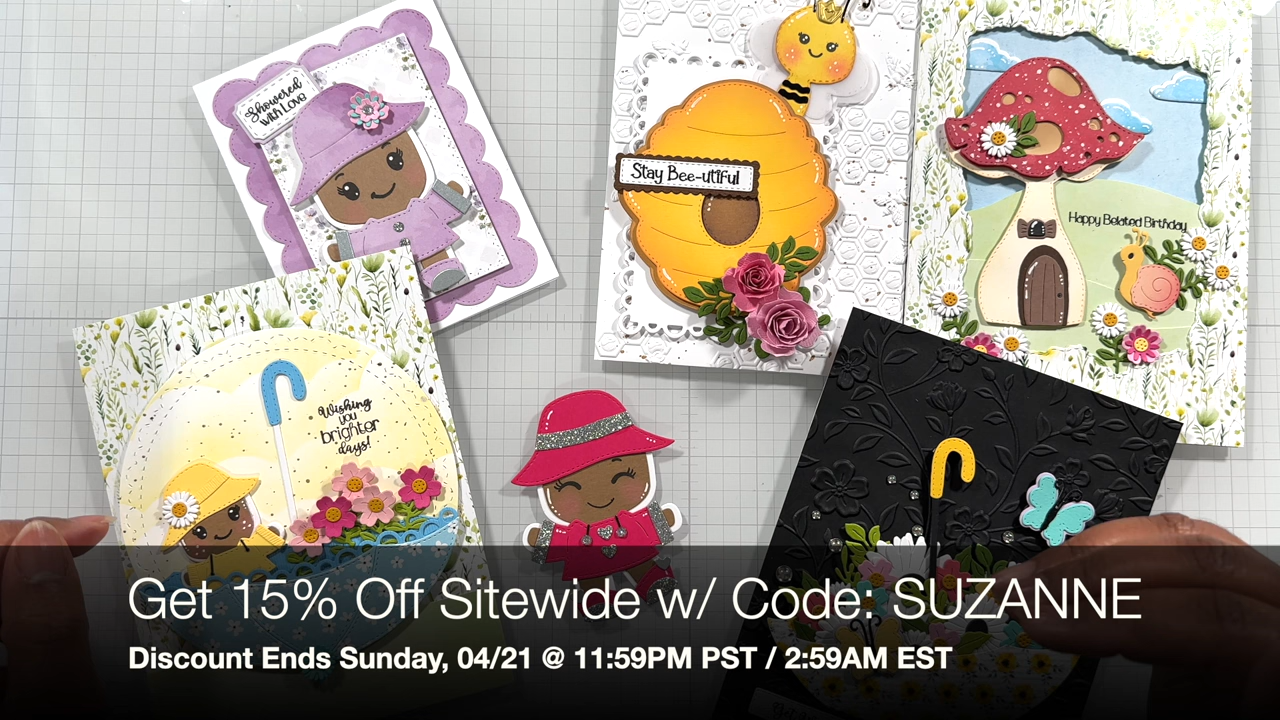 Showered
with Love
Stay Bee-utiful
Happy Belated Birthday
Wishing
you
brighter
days!
Get 15% Off Sitewide w/ Code: SUZANNE
Discount Ends Sunday, 04/21 @ 11:59PM PST / 2:59AM EST